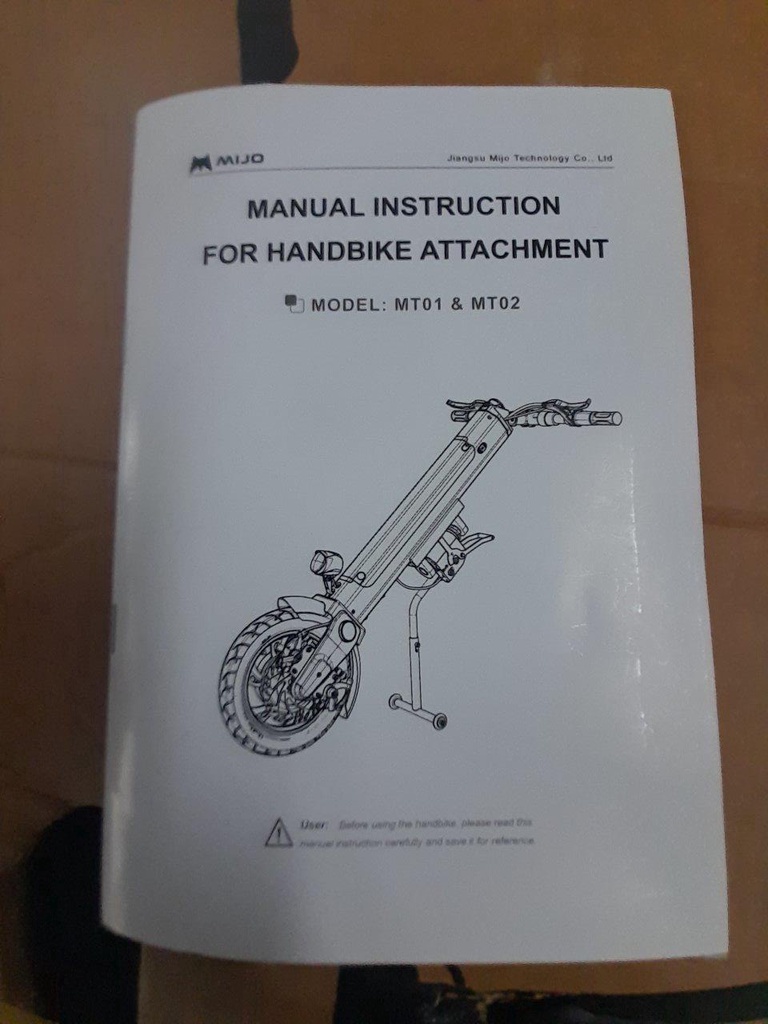 MIJO
Jiangsu Mijo Technology Co., Ltd
MANUAL INSTRUCTION
FOR HANDBIKE ATTACHMENT
MODEL: MT01 & MT02
User: Before using the handbike, please read this
manual instruction carefully and save it for reference.